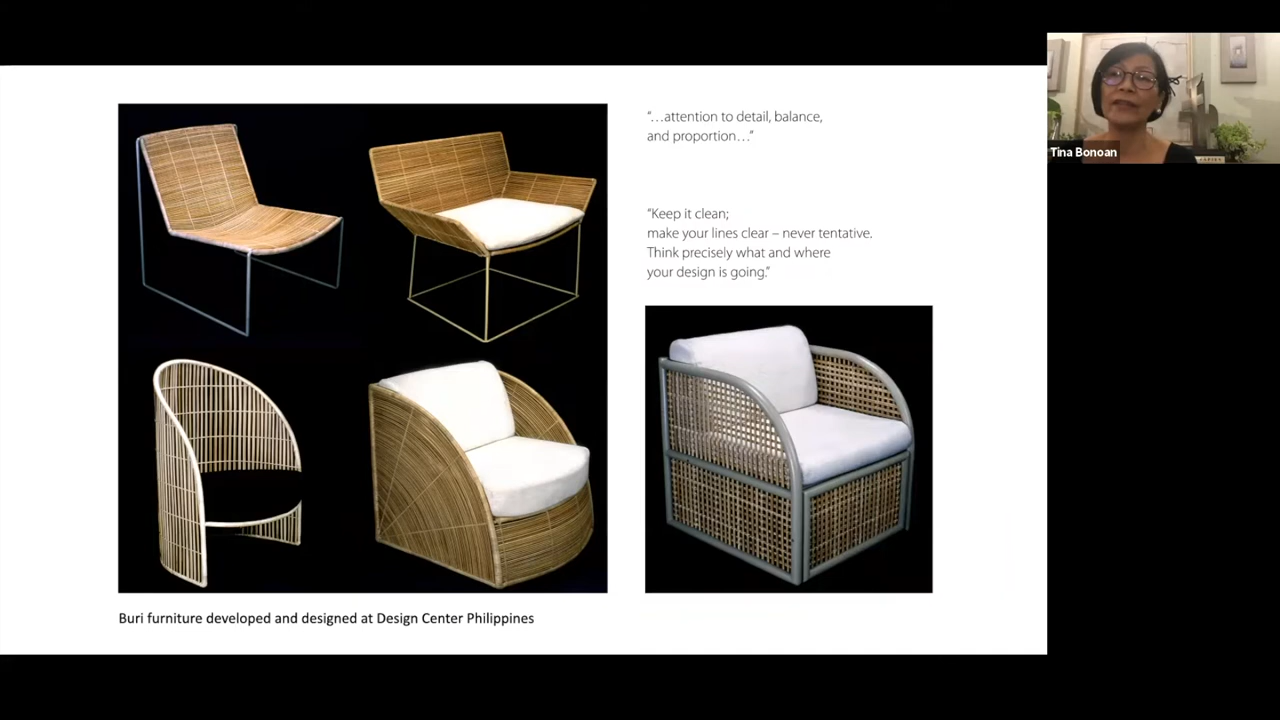 "…attention to detail, balance,
and proportion…"
"Keep it clean;
make your lines clear – never tentative.
Think precisely what and where
your design is going."
Tina Bonoan
Buri furniture developed and designed at Design Center Philippines